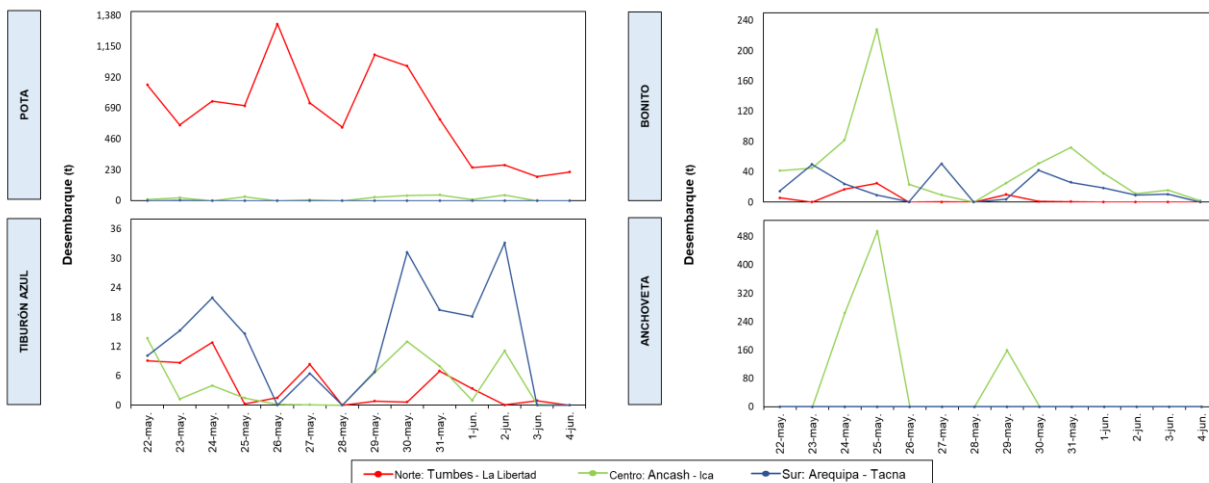 POTA
Desembarque (t)
1,380
1,150
920
690
460
230
0
BONITO
Desembarque (t)
240
200
160
120
80
40
0
TIBURÓN AZUL
36
30
24
18
12
6
0
22-may.
23-may.
24-may.
25-may.
26-may.
27-may.
28-may.
29-may.
30-may.
31-may.
1-jun.
2-jun.
3-jun.
4-jun.
ANCHOVETA
480
400
320
240
160
80
0
22-may.
23-may.
24-may.
25-may.
26-may.
27-may.
28-may.
29-may.
30-may.
31-may.
1-jun.
2-jun.
3-jun.
4-jun.
Norte: Tumbes - La Libertad
Centro: Ancash - Ica
Sur: Arequipa - Tacna